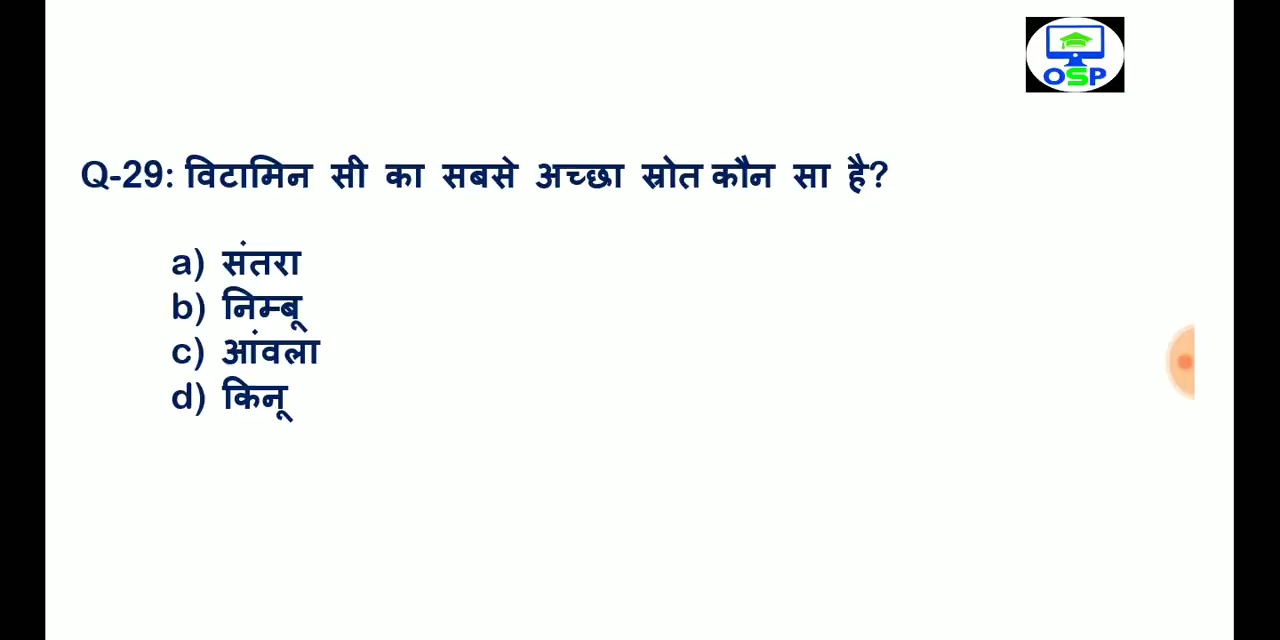 OSP
Q-29: विटामिन सी का सबसे अच्छा स्रोत कौन सा है?
a) संतरा
b) निम्बू
c) आंवला
d) किनू